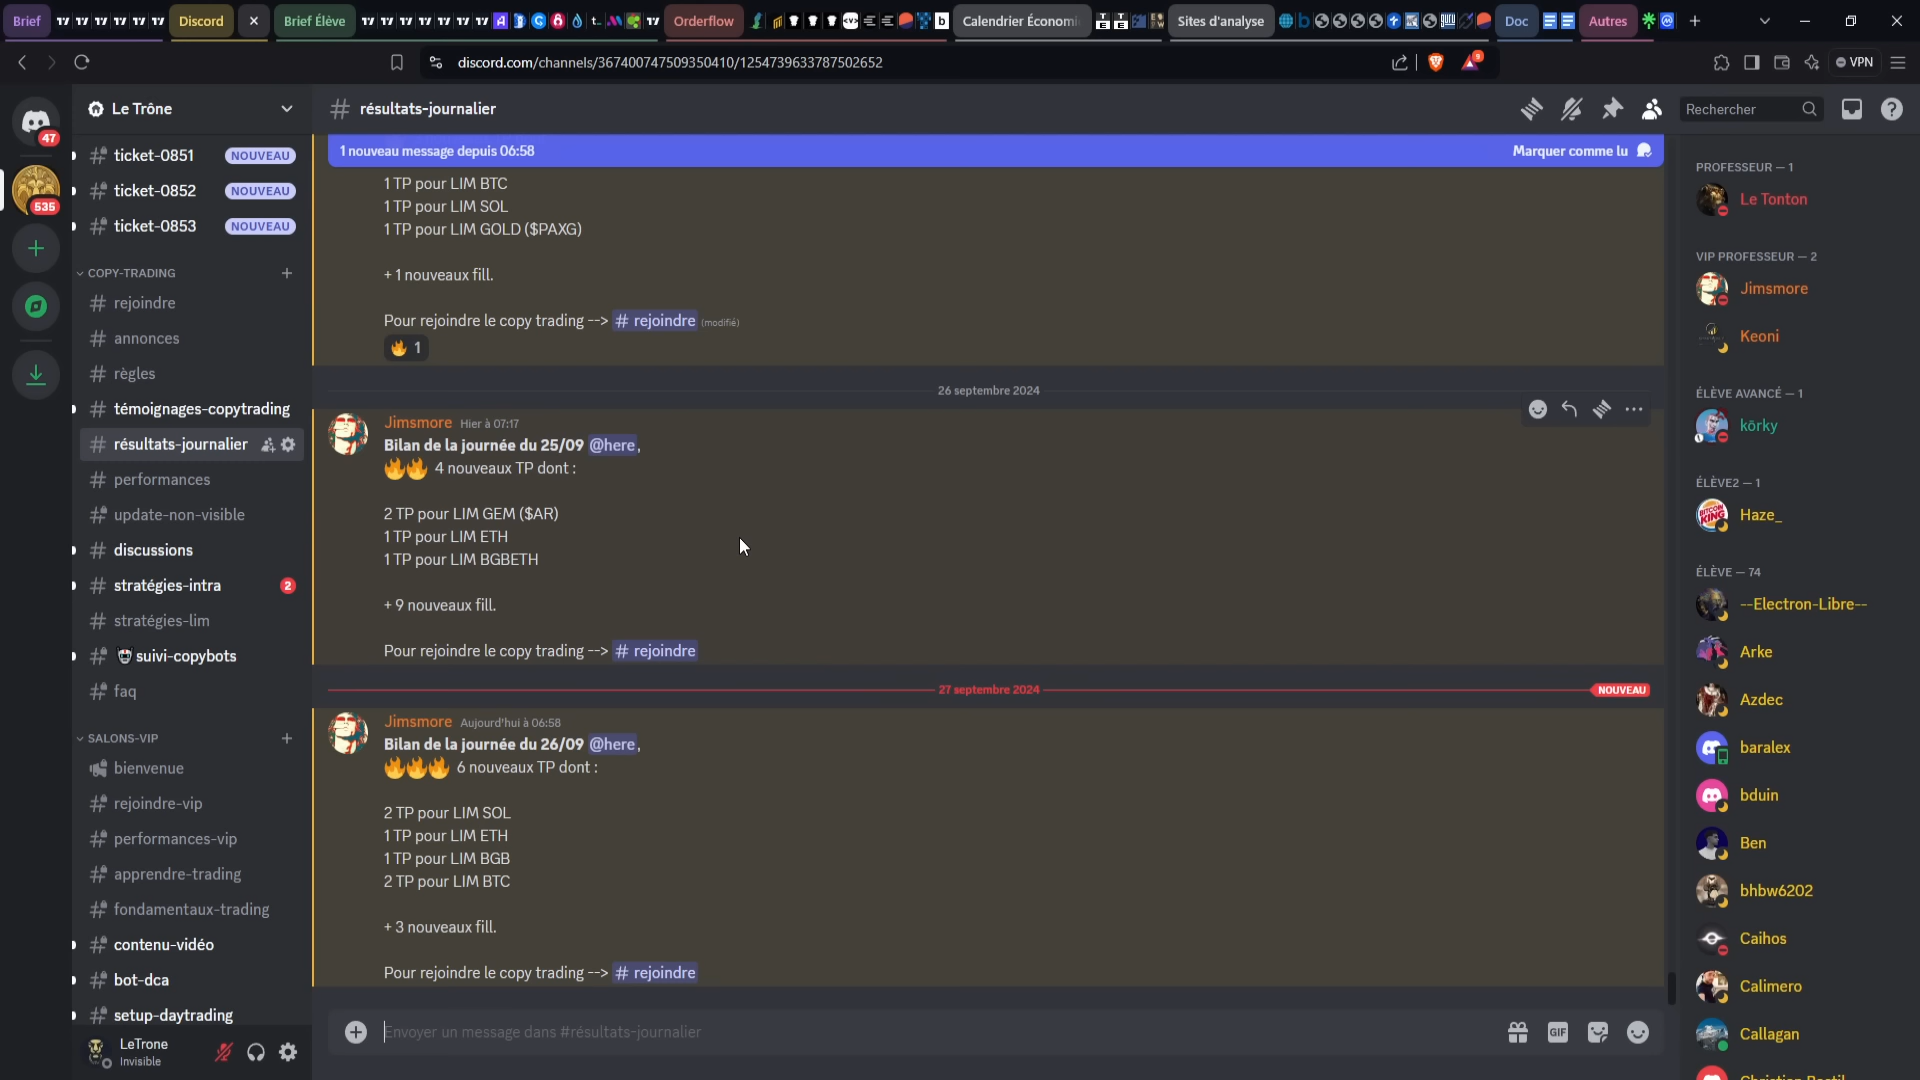 Brief
Discord
Brief Élève
Orderflow
Calendrier Économi
Sites d'analyse
Doc
Autres
discord.com/channels/367400747509350410/1254739633787502652
9
VPN
Le Trône
résultats-journalier
Rechercher
47
535
ticket-0851 NOUVEAU
ticket-0852 NOUVEAU
ticket-0853 NOUVEAU
COPY-TRADING
rejoindre
annonces
règles
témoignages-copytrading
résultats-journalier
performances
update-non-visible
discussions
stratégies-intra 2
stratégies-lim
suivi-copybots
faq
SALONS-VIP
bienvenue
rejoindre-vip
performances-vip
apprendre-trading
fondamentaux-trading
contenu-vidéo
bot-dca
setup-daytrading
LeTrone
Invisible
1 nouveau message depuis 06:58 Marquer comme lu
1 TP pour LIM BTC
1 TP pour LIM SOL
1 TP pour LIM GOLD ($PAXG)
+ 1 nouveaux fill.
Pour rejoindre le copy trading --> # rejoindre (modifié)
🔥 1
26 septembre 2024
Jimsmore Hier à 07:17
Bilan de la journée du 25/09 @here,
🔥🔥 4 nouveaux TP dont :
2 TP pour LIM GEM ($AR)
1 TP pour LIM ETH
1 TP pour LIM BGBETH
+ 9 nouveaux fill.
Pour rejoindre le copy trading --> # rejoindre
27 septembre 2024 NOUVEAU
Jimsmore Aujourd'hui à 06:58
Bilan de la journée du 26/09 @here,
🔥🔥🔥 6 nouveaux TP dont :
2 TP pour LIM SOL
1 TP pour LIM ETH
1 TP pour LIM BGB
2 TP pour LIM BTC
+ 3 nouveaux fill.
Pour rejoindre le copy trading --> # rejoindre
Envoyer un message dans #résultats-journalier
GIF
PROFESSEUR — 1
Le Tonton
VIP PROFESSEUR — 2
Jimsmore
Keoni
ÉLÈVE AVANCÉ — 1
kōrky
ÉLÈVE2 — 1
Haze_
ÉLÈVE — 74
--Electron-Libre--
Arke
Azdec
baralex
bduin
Ben
bhbw6202
Caihos
Calimero
Callagan